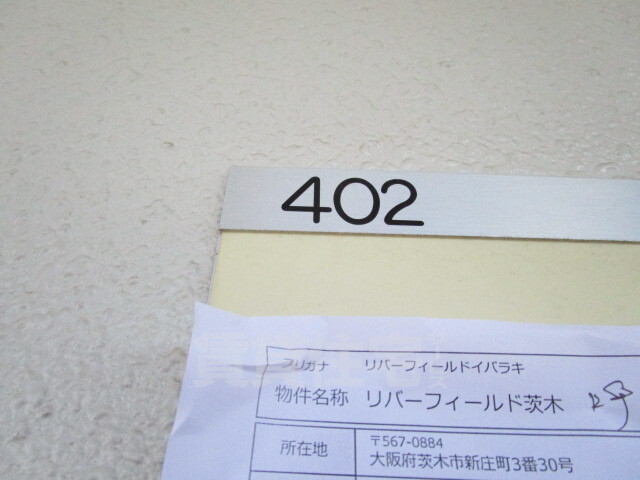 402
フリガナ リバーフィールドイバラキ
物件名称 リバーフィールド茨木
所在地 〒567-0884
大阪府茨木市新庄町3番30号